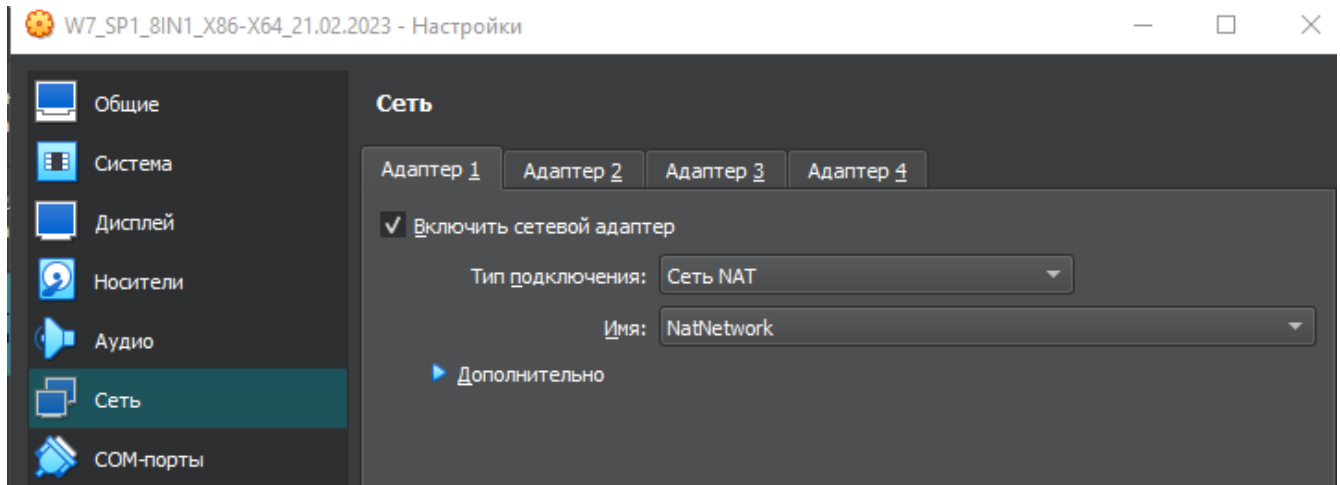 W7_SP1_8IN1_X86-X64_21.02.2023 - Настройки
Общие
Система
Дисплей
Носители
Аудио
Сеть
COM-порты
Сеть
Адаптер 1 Адаптер 2 Адаптер 3 Адаптер 4
Включить сетевой адаптер
Тип подключения: Сеть NAT
Имя: NatNetwork
Дополнительно